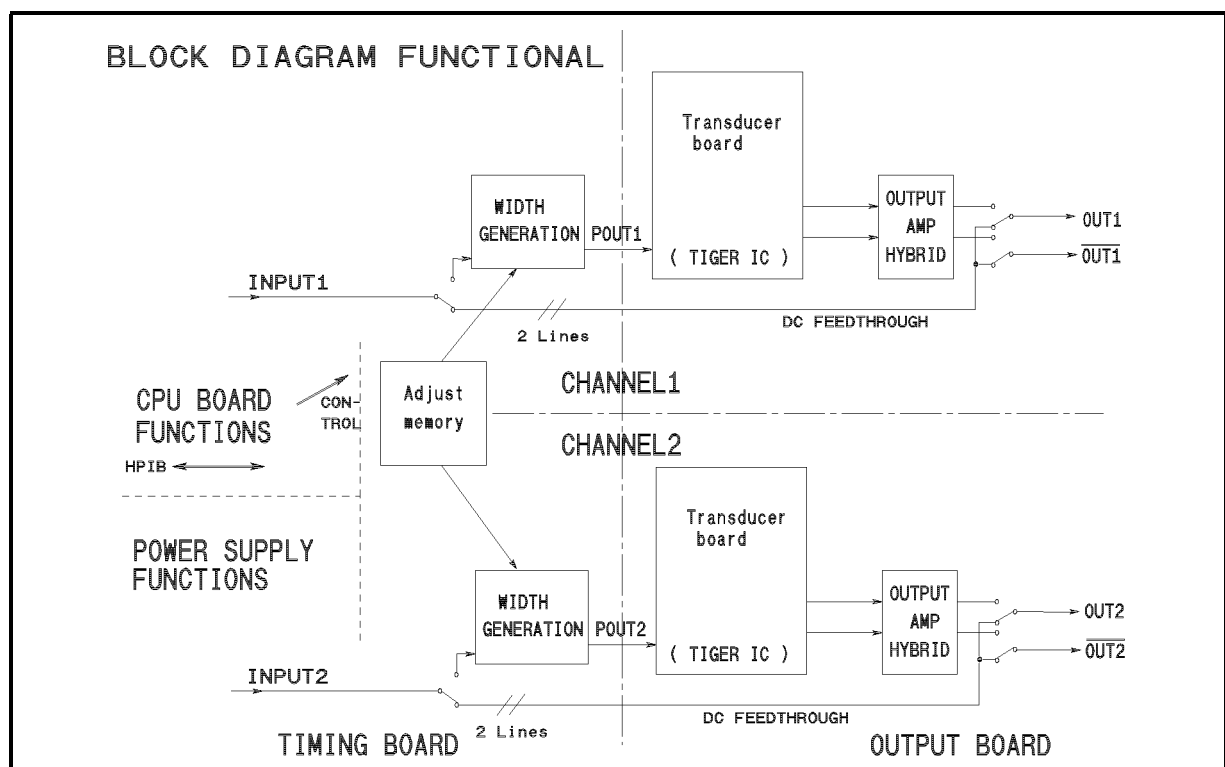 BLOCK DIAGRAM FUNCTIONAL
Transducer
board
( TIGER IC )
WIDTH
GENERATION
POUT1
OUTPUT
AMP
HYBRID
OUT1
O̅U̅T̅1̅
INPUT1
2 Lines
DC FEEDTHROUGH
CPU BOARD
FUNCTIONS
CON-
TROL
HPIB
Adjust
memory
CHANNEL1
CHANNEL2
POWER SUPPLY
FUNCTIONS
Transducer
board
( TIGER IC )
WIDTH
GENERATION
POUT2
OUTPUT
AMP
HYBRID
OUT2
O̅U̅T̅2̅
INPUT2
2 Lines
DC FEEDTHROUGH
TIMING BOARD
OUTPUT BOARD